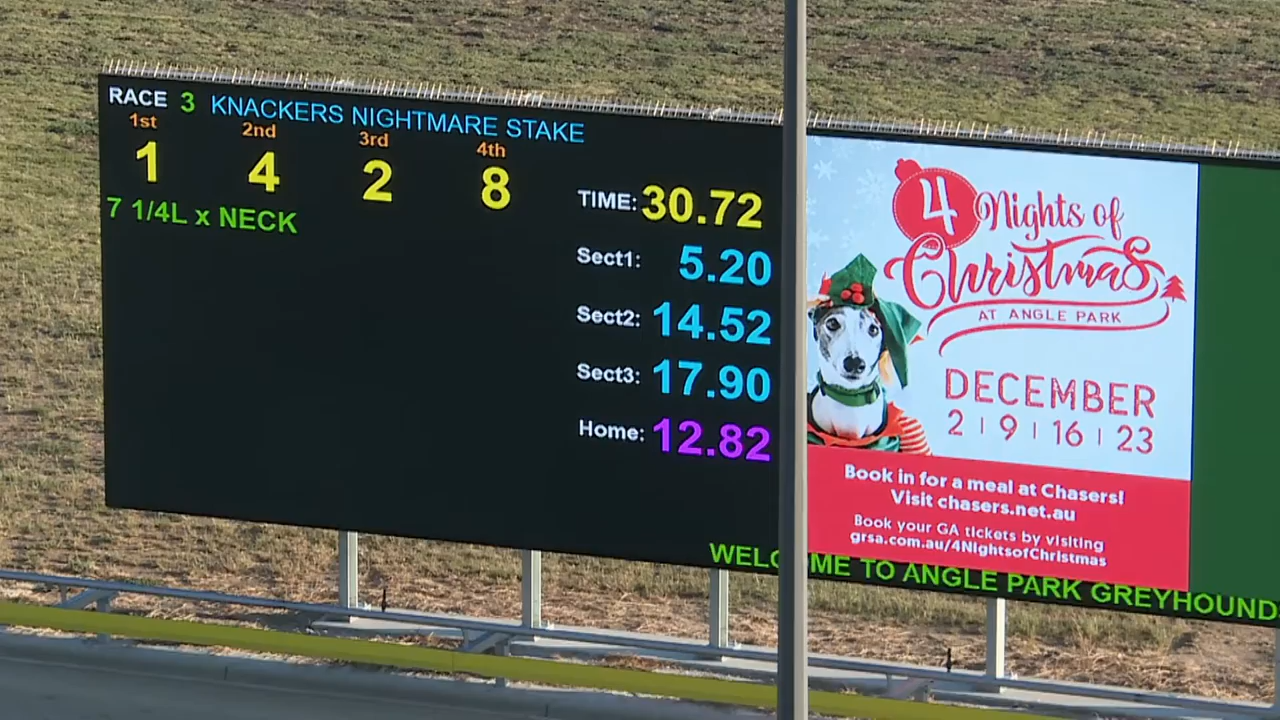 RACE 3 KNACKERS NIGHTMARE STAKE
1st 2nd 3rd 4th
1 4 2 8
7 1/4L x NECK
TIME: 30.72
Sect1: 5.20
Sect2: 14.52
Sect3: 17.90
Home: 12.82
4 Nights of
Christmas
AT ANGLE PARK
DECEMBER
2 | 9 | 16 | 23
Book in for a meal at Chasers!
Visit chasers.net.au
Book your GA tickets by visiting
grsa.com.au/4NightsofChristmas
WELCOME TO ANGLE PARK GREYHOUND